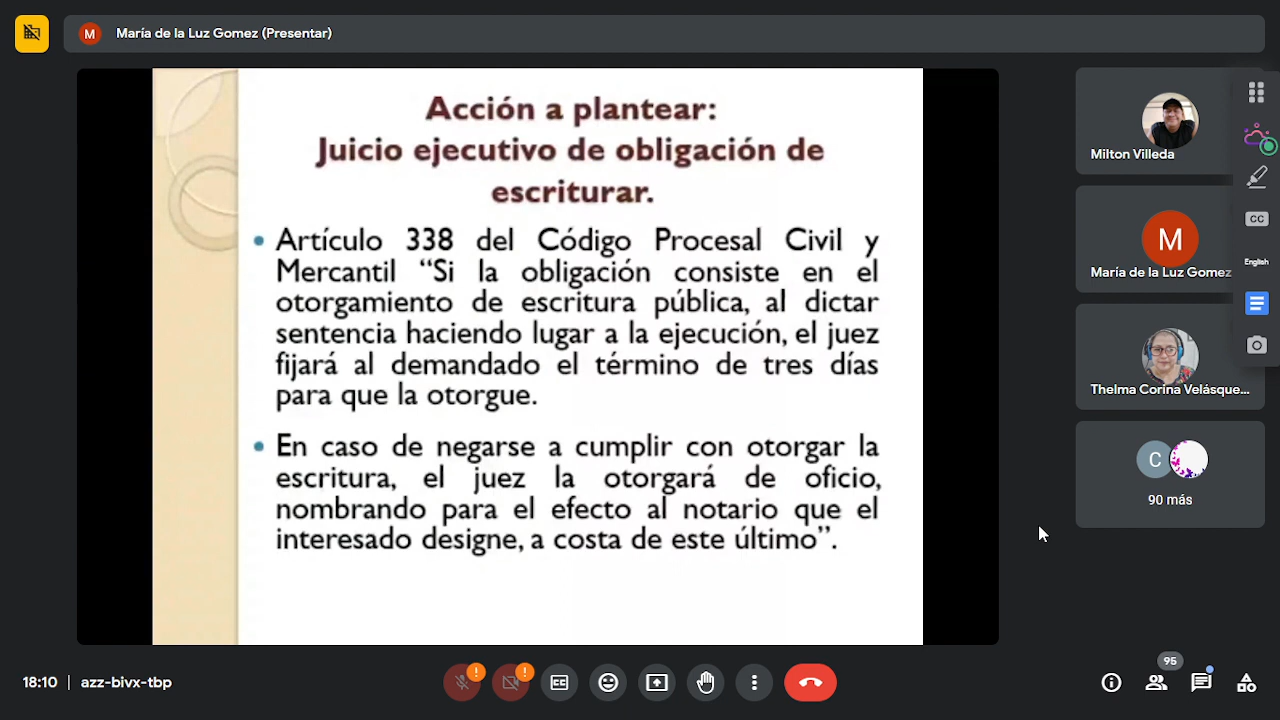 M
María de la Luz Gomez (Presentar)
Acción a plantear:
Juicio ejecutivo de obligación de
escriturar.
• Artículo 338 del Código Procesal Civil y
Mercantil “Si la obligación consiste en el
otorgamiento de escritura pública, al dictar
sentencia haciendo lugar a la ejecución, el juez
fijará al demandado el término de tres días
para que la otorgue.
• En caso de negarse a cumplir con otorgar la
escritura, el juez la otorgará de oficio,
nombrando para el efecto al notario que el
interesado designe, a costa de este último”.
Milton Villeda
M
María de la Luz Gomez
Thelma Corina Velásque...
C
90 más
CC
English
18:10 | azz-bivx-tbp
95